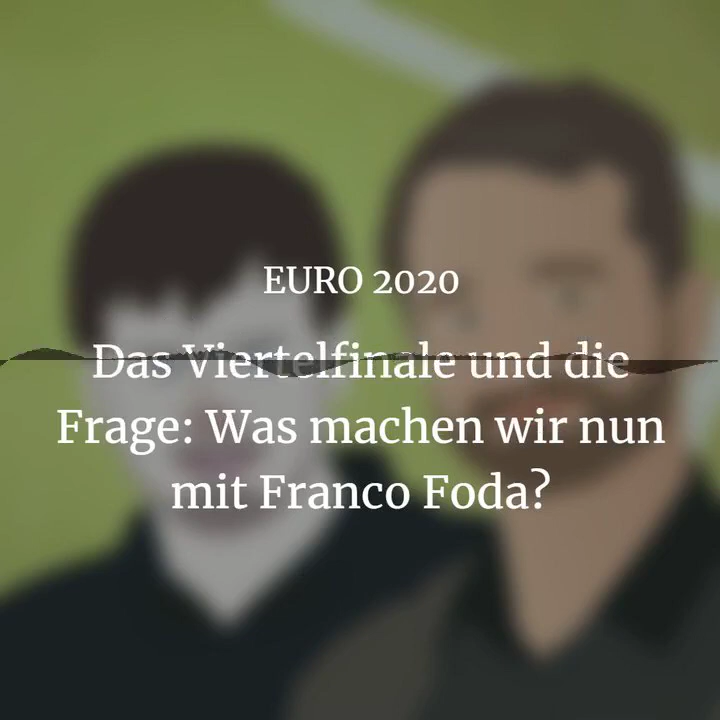 EURO 2020
Das Viertelfinale und die
Frage: Was machen wir nun
mit Franco Foda?